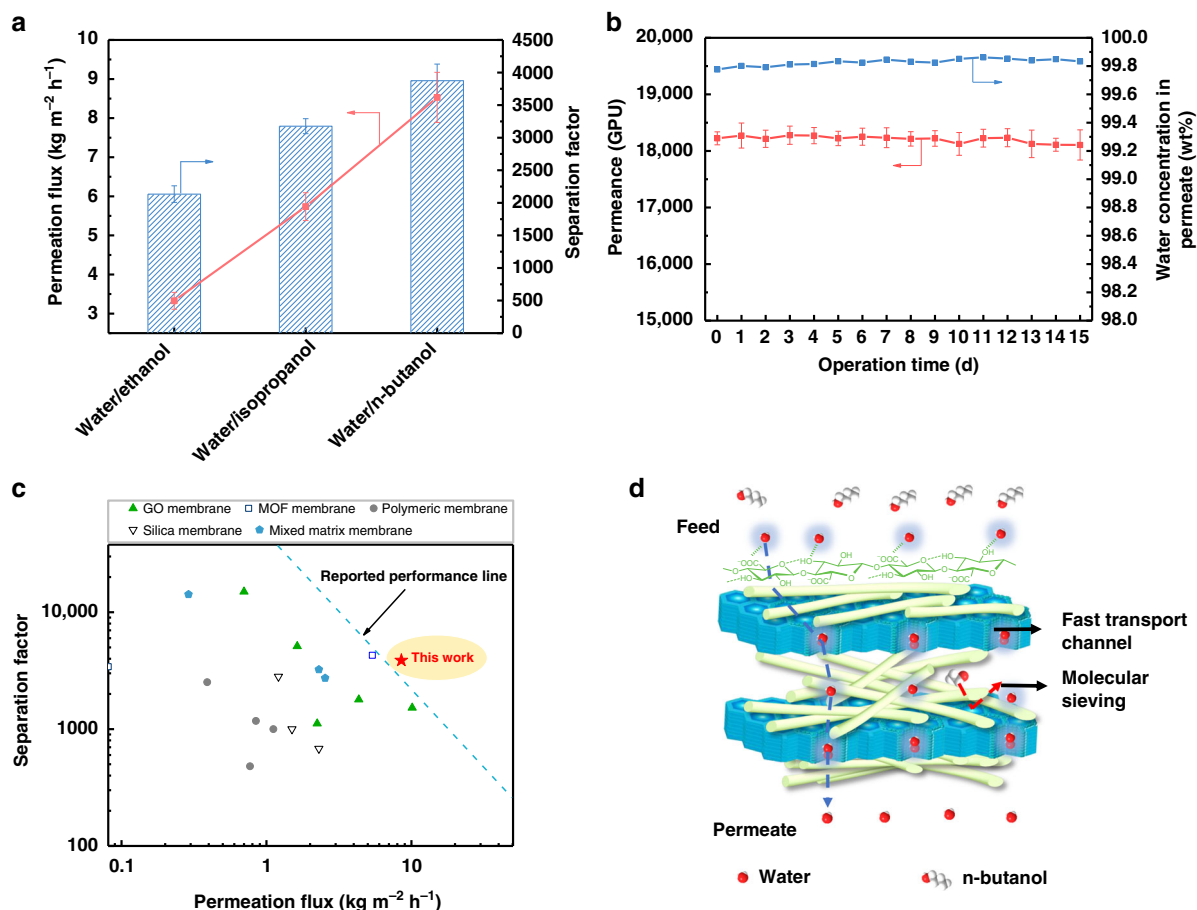 a
10
9
8
7
6
5
4
3
Permeation flux (kg m⁻² h⁻¹)
4500
4000
3500
3000
2500
2000
1500
1000
500
0
Separation factor
Water/ethanol
Water/isopropanol
Water/n-butanol
b
20,000
19,000
18,000
17,000
16,000
15,000
Permeance (GPU)
100.0
99.8
99.6
99.4
99.2
99.0
98.8
98.6
98.4
98.2
98.0
Water concentration in
permeate (wt%)
0 1 2 3 4 5 6 7 8 9 10 11 12 13 14 15
Operation time (d)
c
GO membrane MOF membrane Polymeric membrane
Silica membrane Mixed matrix membrane
Reported performance line
This work
10,000
1000
100
Separation factor
0.1 1 10
Permeation flux (kg m⁻² h⁻¹)
d
Feed
⁻OOC OH HO O
HO OH COO⁻
Fast transport
channel
Molecular
sieving
Permeate
Water n-butanol